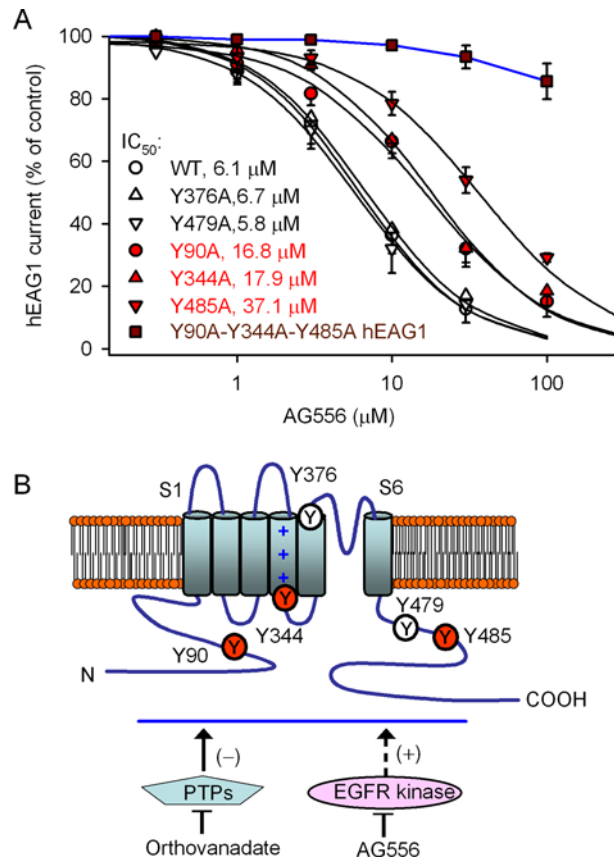 A
hEAG1 current (% of control)
100
80
60
40
20
0
IC50:
WT, 6.1 μM
Y376A,6.7 μM
Y479A,5.8 μM
Y90A, 16.8 μM
Y344A, 17.9 μM
Y485A, 37.1 μM
Y90A-Y344A-Y485A hEAG1
1 10 100
AG556 (μM)
B
S1
Y376
S6
Y
+
+
+
Y
Y344
Y90
Y
Y479
Y
Y
Y485
N
COOH
(–)
(+)
PTPs
EGFR kinase
Orthovanadate
AG556